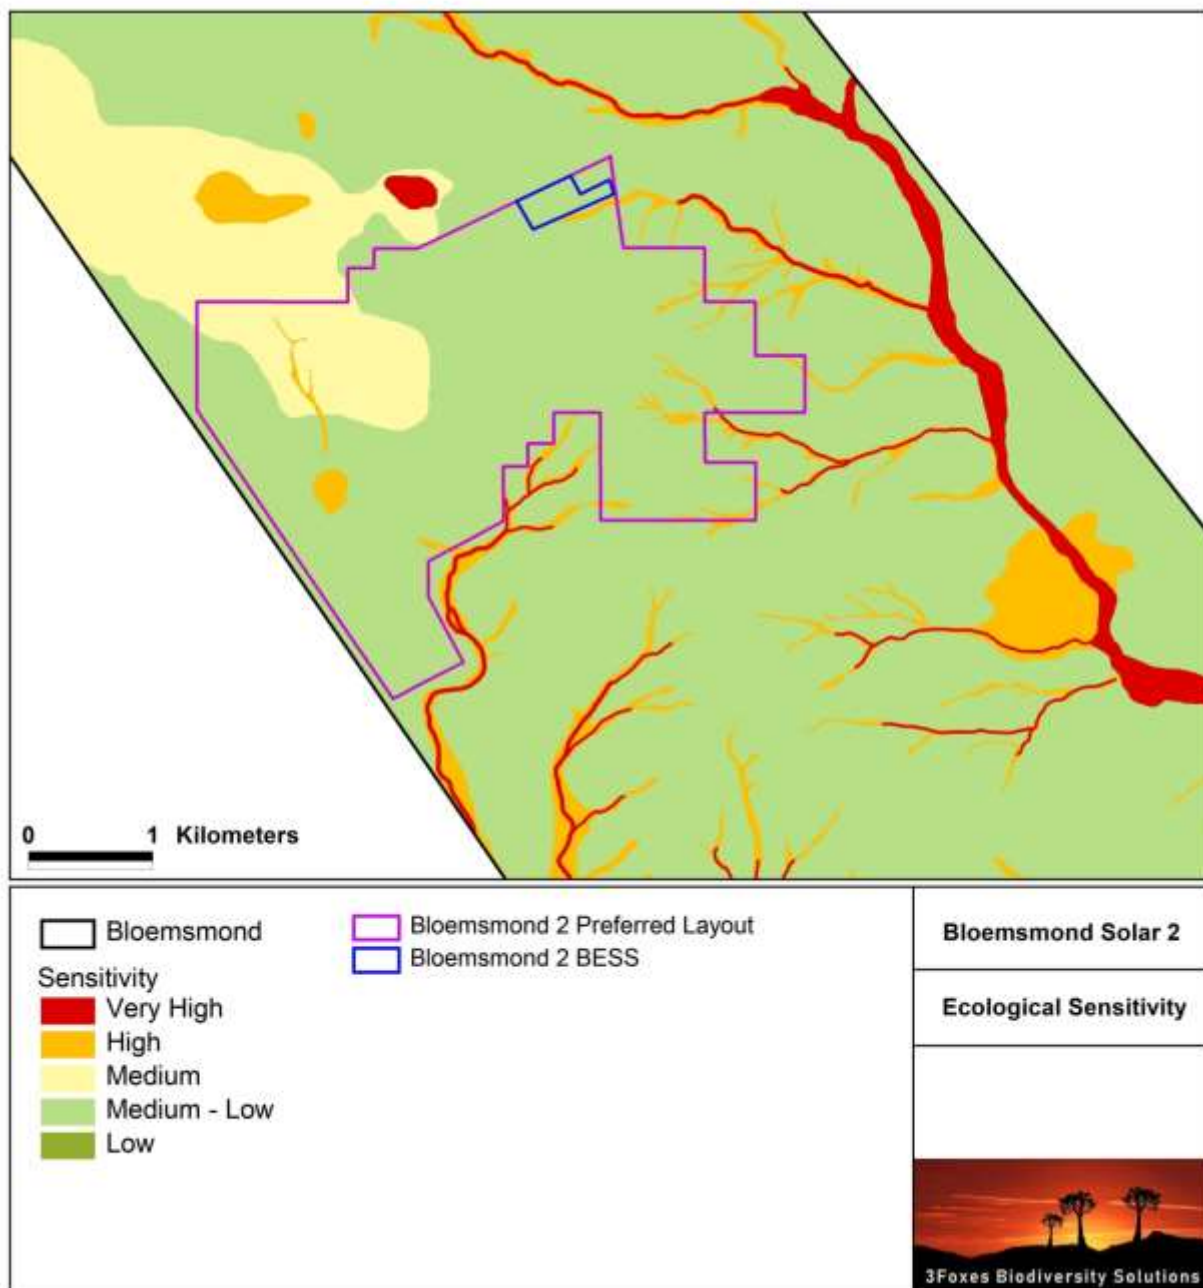 0 1 Kilometers
Bloemsmond
Sensitivity
Very High
High
Medium
Medium - Low
Low
Bloemsmond 2 Preferred Layout
Bloemsmond 2 BESS
Bloemsmond Solar 2
Ecological Sensitivity
3Foxes Biodiversity Solutions